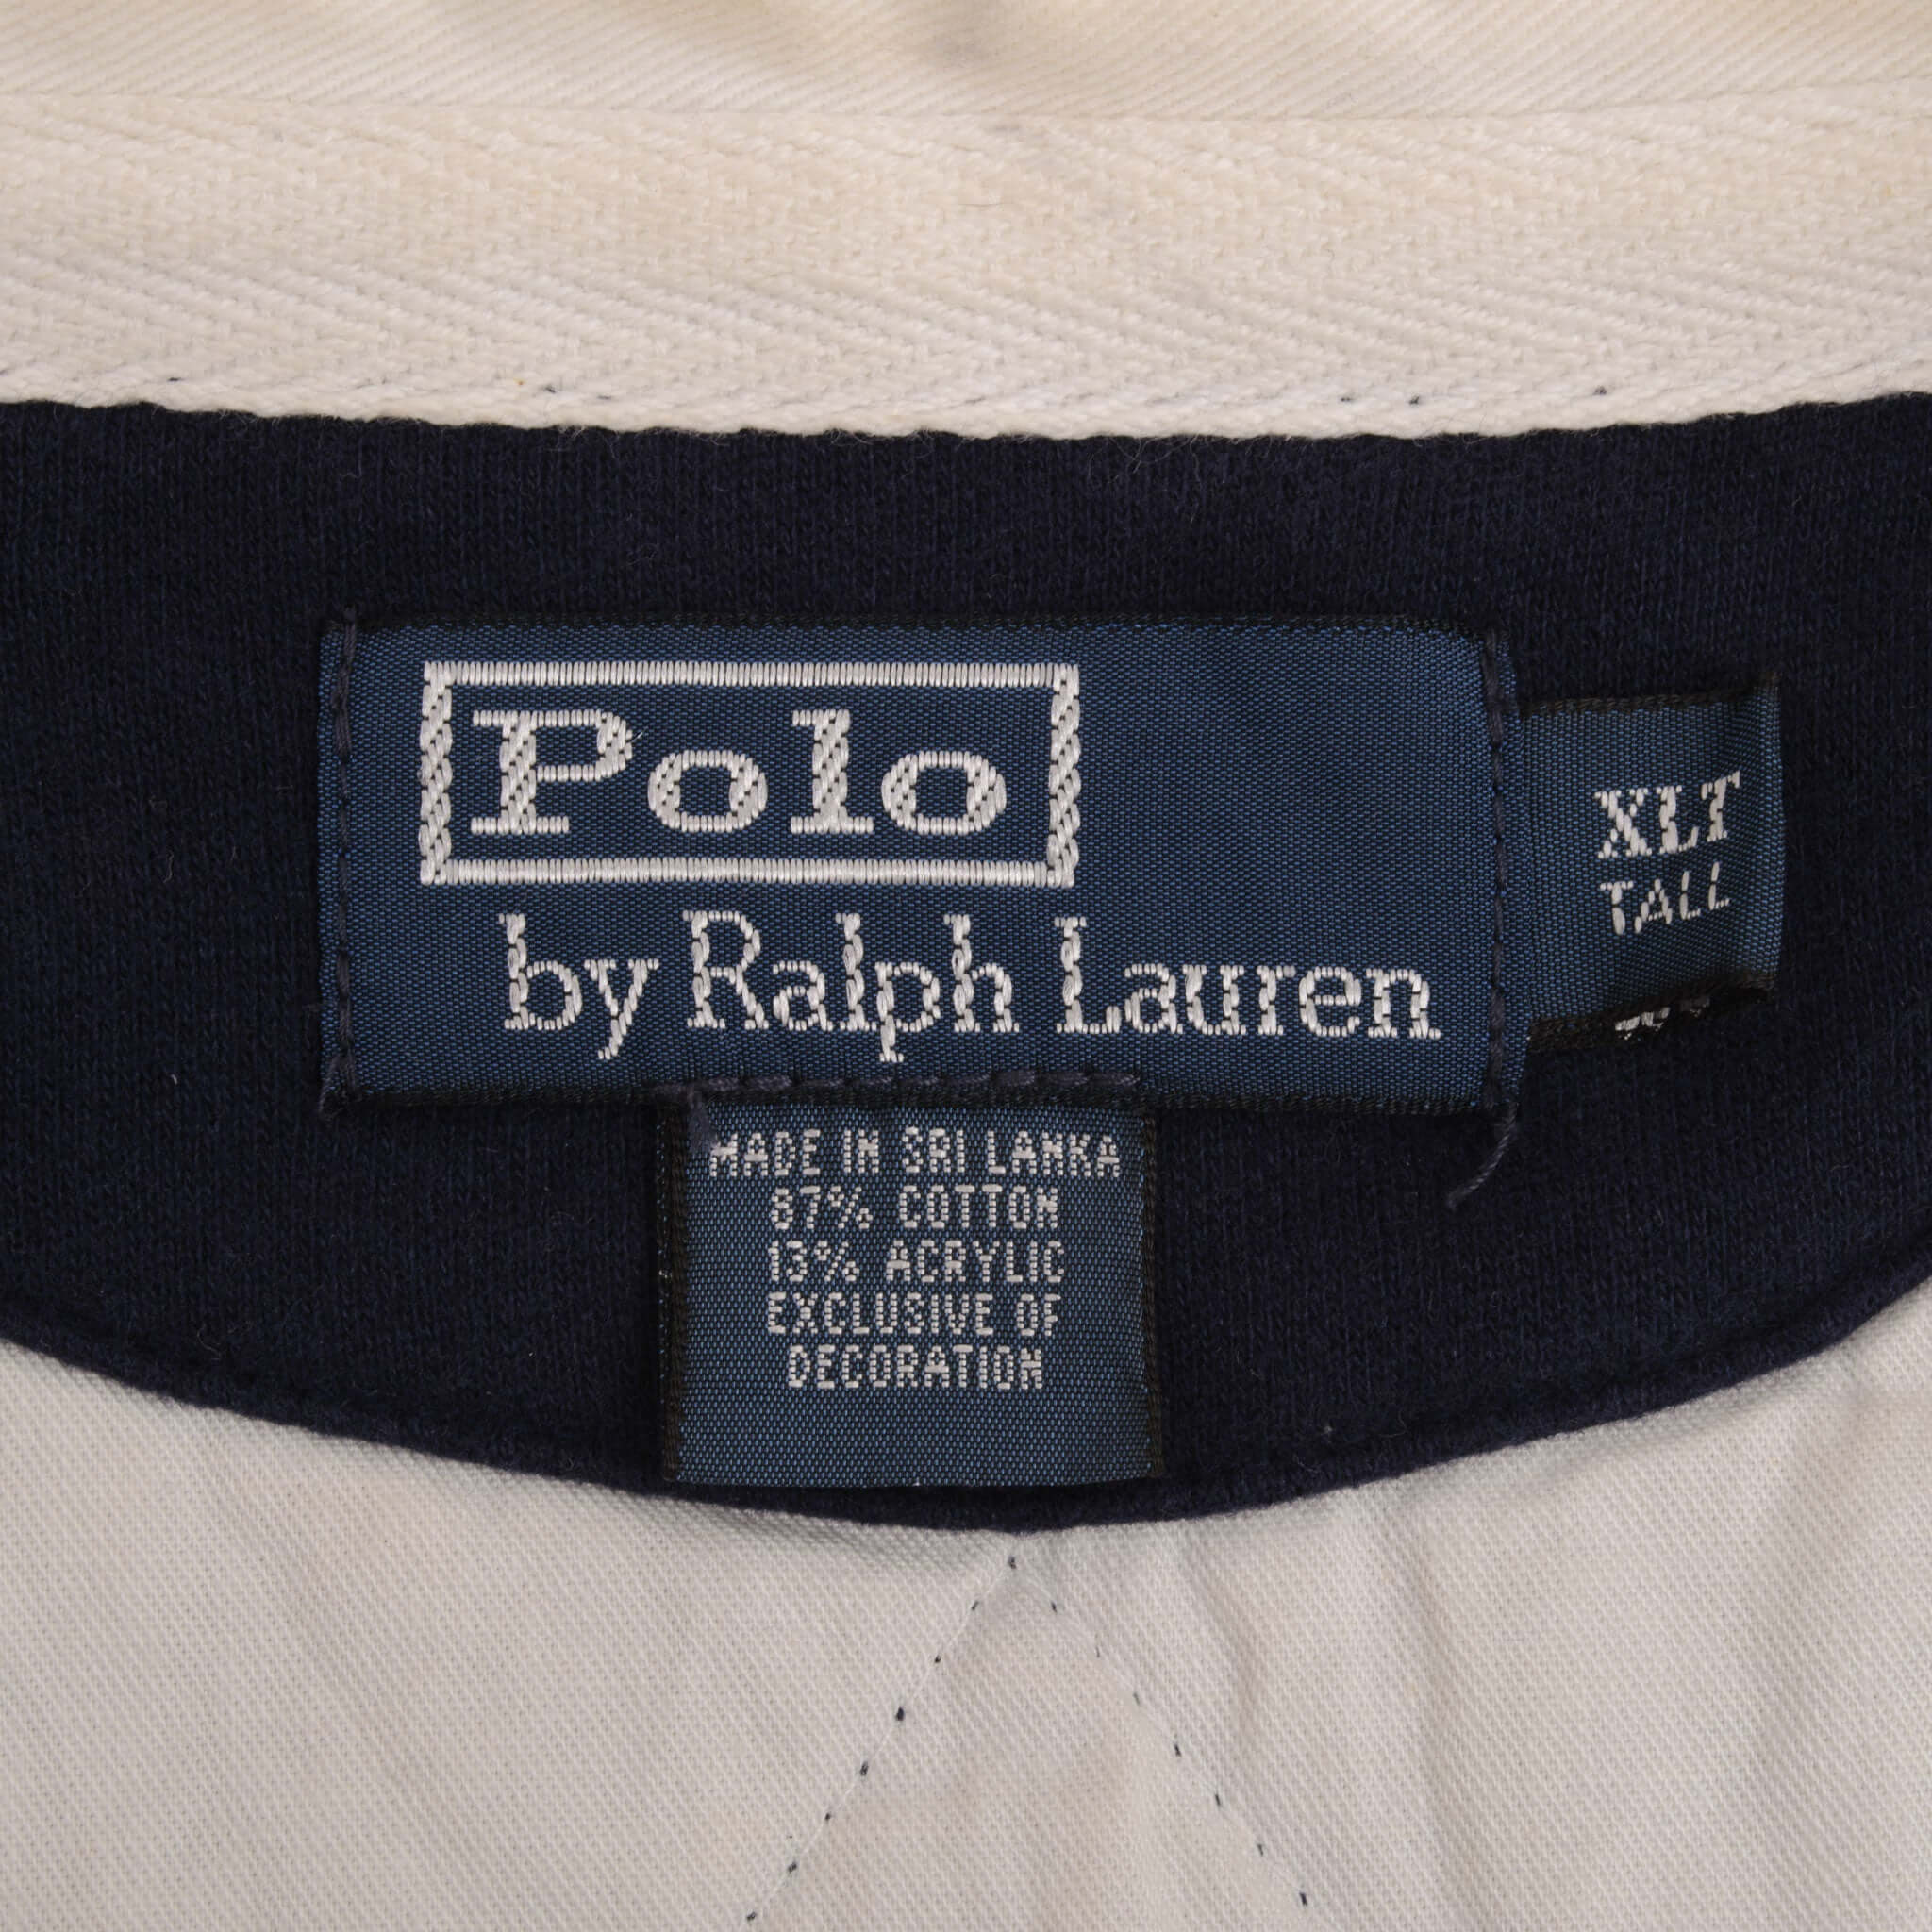 Polo
by Ralph Lauren
XLT
TALL
MADE IN SRI LANKA
87% COTTON
13% ACRYLIC
EXCLUSIVE OF
DECORATION